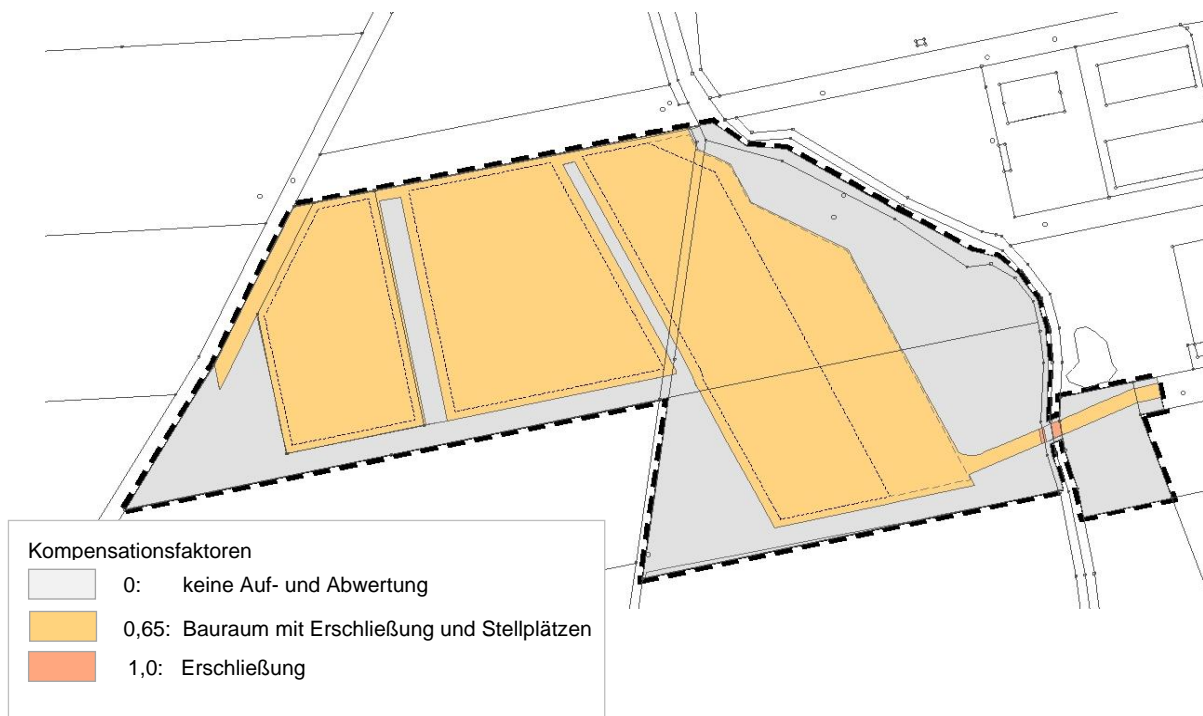 Kompensationsfaktoren
0: keine Auf- und Abwertung
0,65: Bauraum mit Erschließung und Stellplätzen
1,0: Erschließung